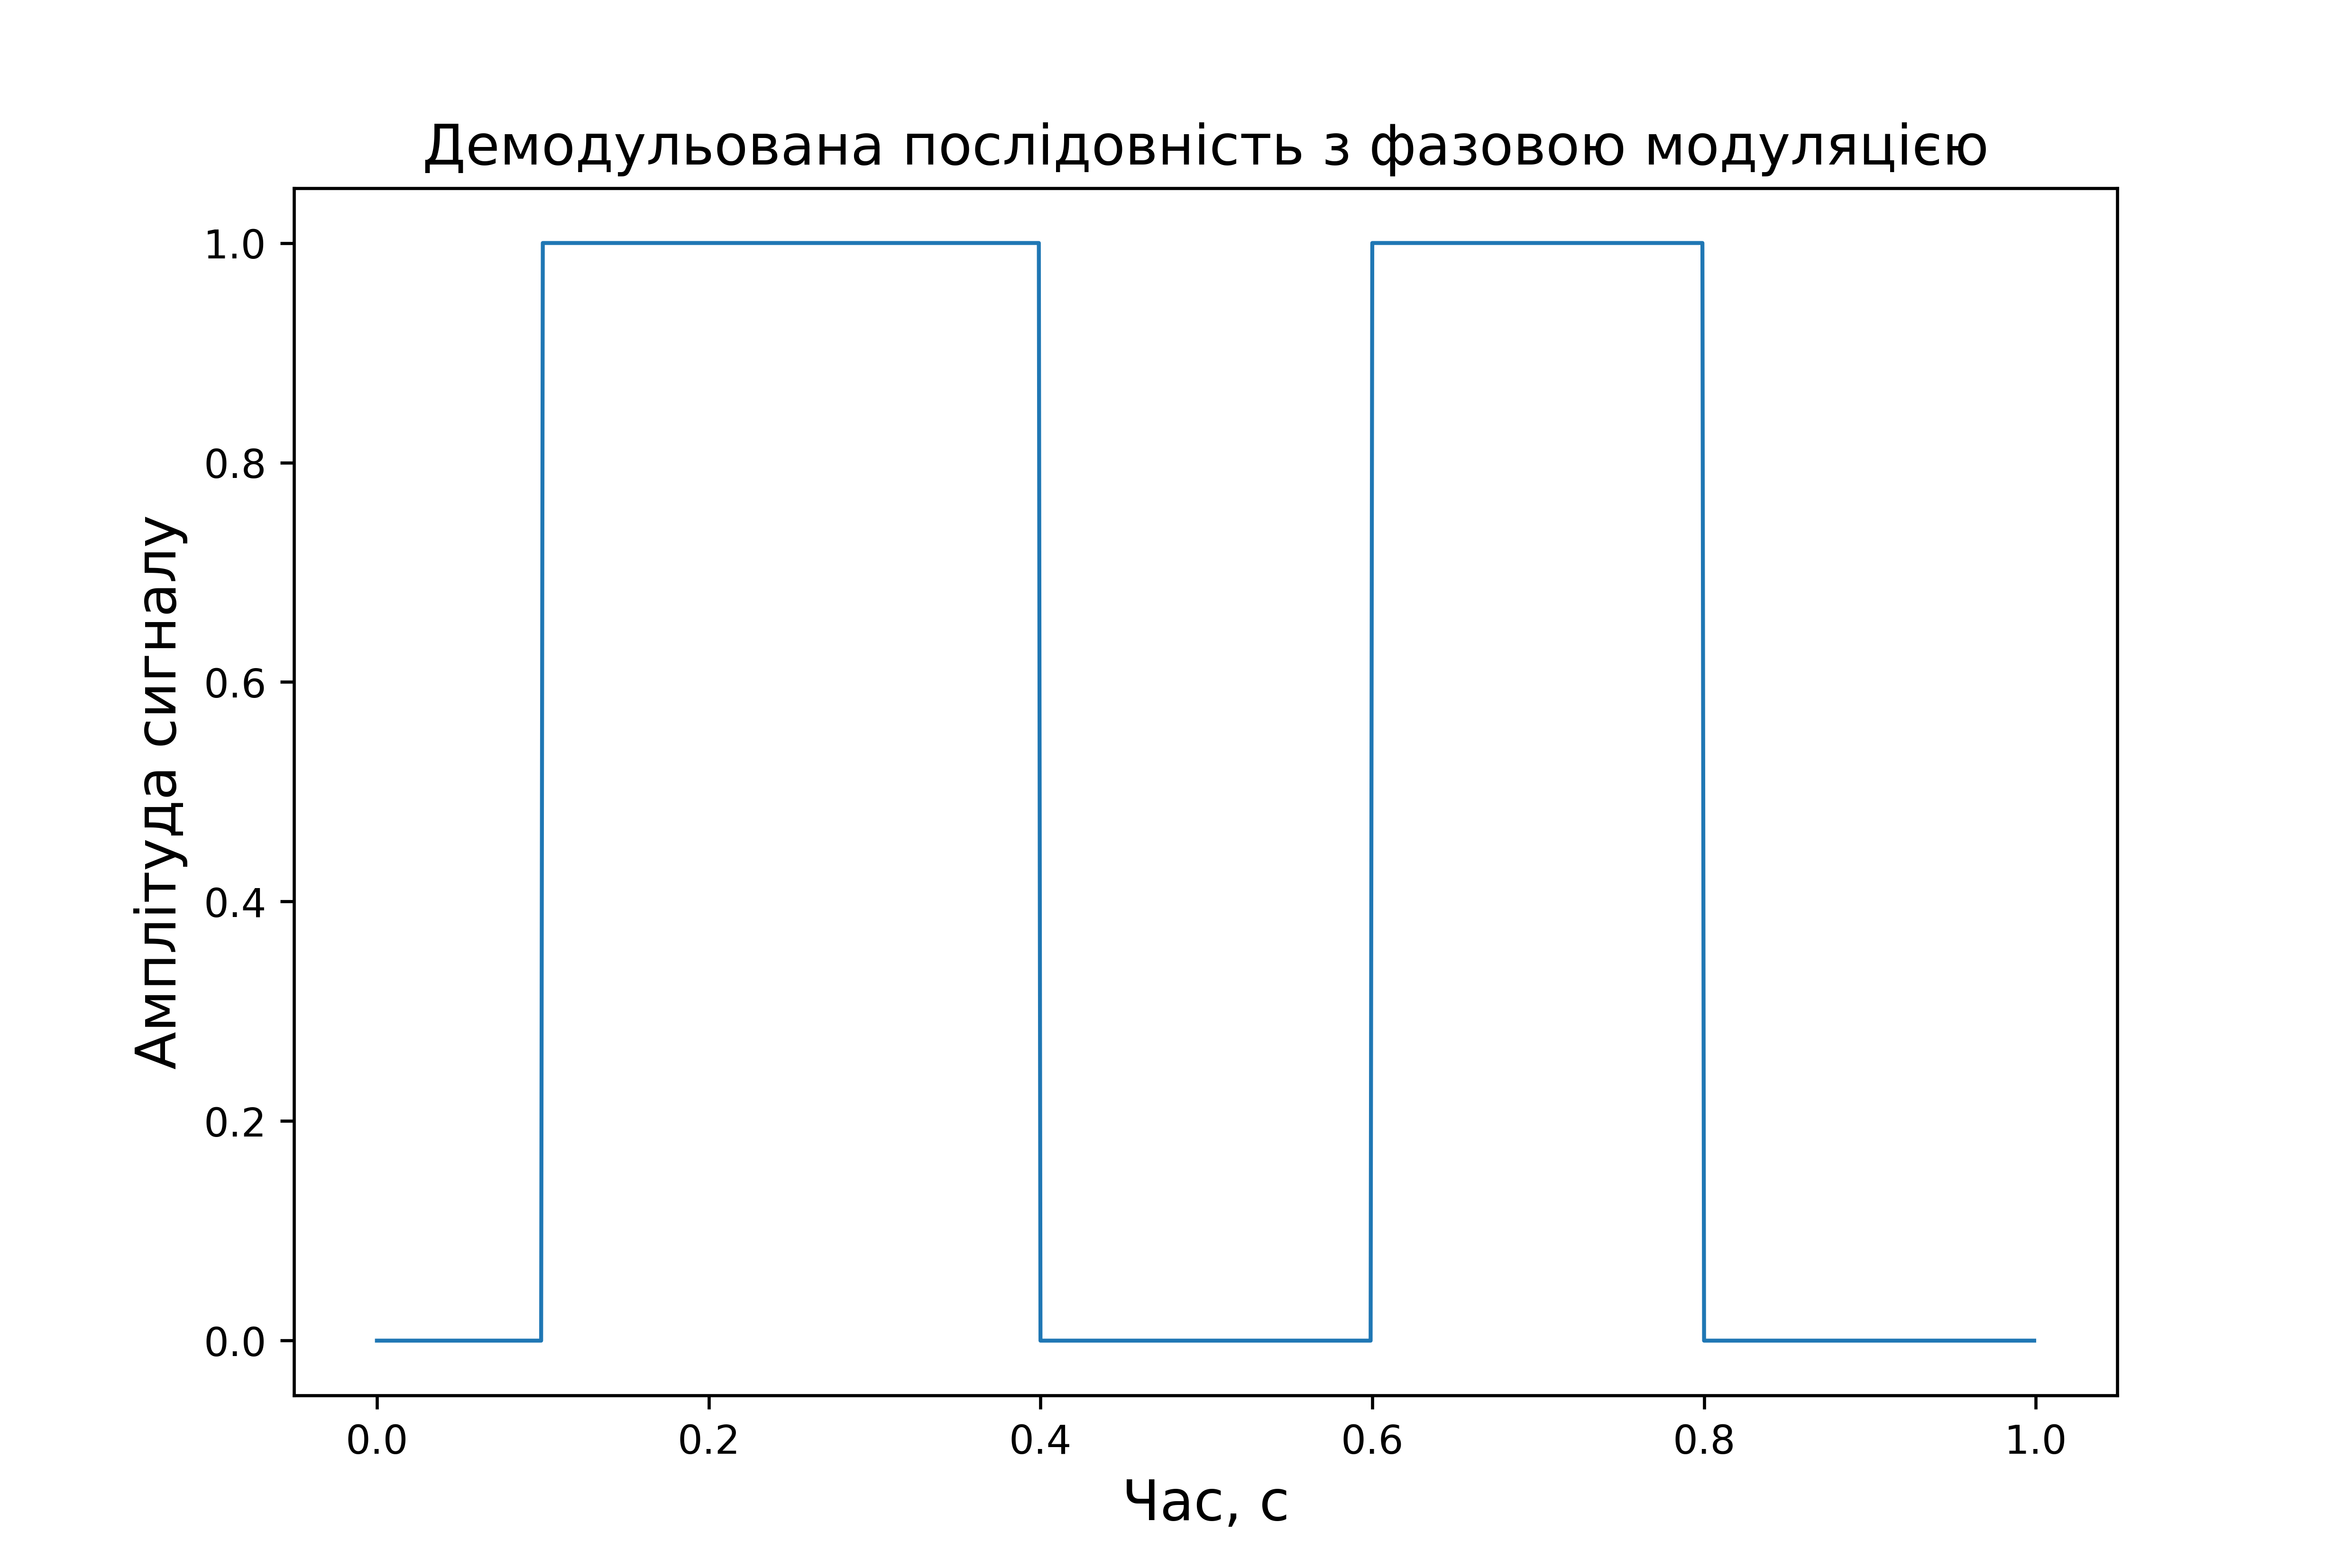 Демодульована послідовність з фазовою модуляцією
Амплітуда сигналу
1.0
0.8
0.6
0.4
0.2
0.0
0.0 0.2 0.4 0.6 0.8 1.0
Час, с